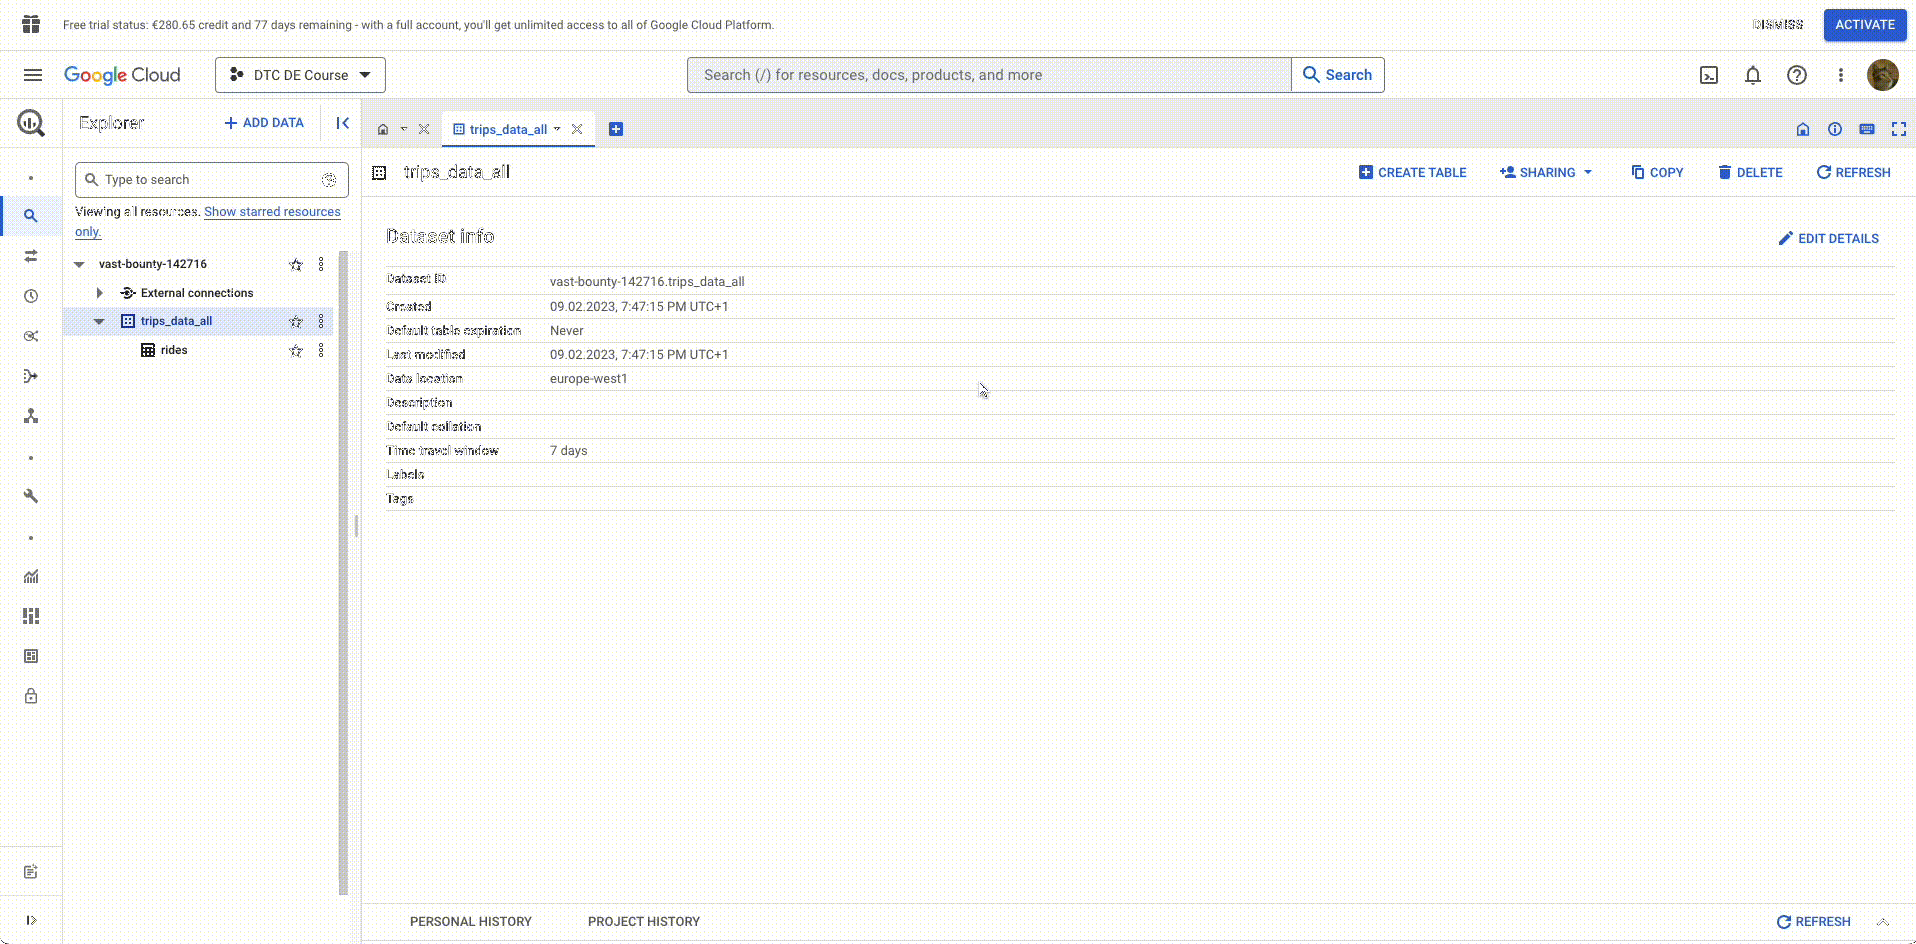 Free trial status: €280.65 credit and 77 days remaining - with a full account, you'll get unlimited access to all of Google Cloud Platform.
DISMISS
ACTIVATE
Google Cloud
DTC DE Course
Search (/) for resources, docs, products, and more
Search
Explorer
ADD DATA
trips_data_all
Type to search
trips_data_all
CREATE TABLE
SHARING
COPY
DELETE
REFRESH
Viewing all resources. Show starred resources
only.
vast-bounty-142716
External connections
trips_data_all
rides
Dataset info
EDIT DETAILS
Dataset ID vast-bounty-142716.trips_data_all
Created 09.02.2023, 7:47:15 PM UTC+1
Default table expiration Never
Last modified 09.02.2023, 7:47:15 PM UTC+1
Data location europe-west1
Description
Default collation
Time travel window 7 days
Labels
Tags
PERSONAL HISTORY
PROJECT HISTORY
REFRESH